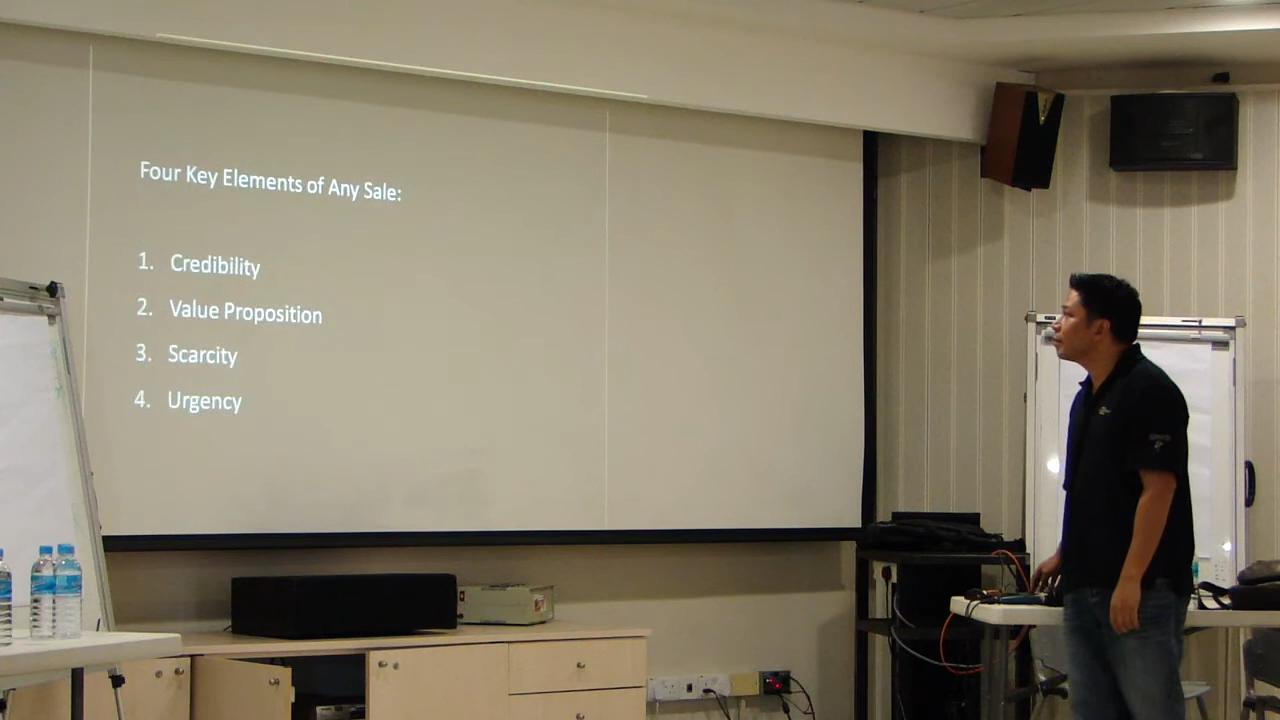 Four Key Elements of Any Sale:
1. Credibility
2. Value Proposition
3. Scarcity
4. Urgency